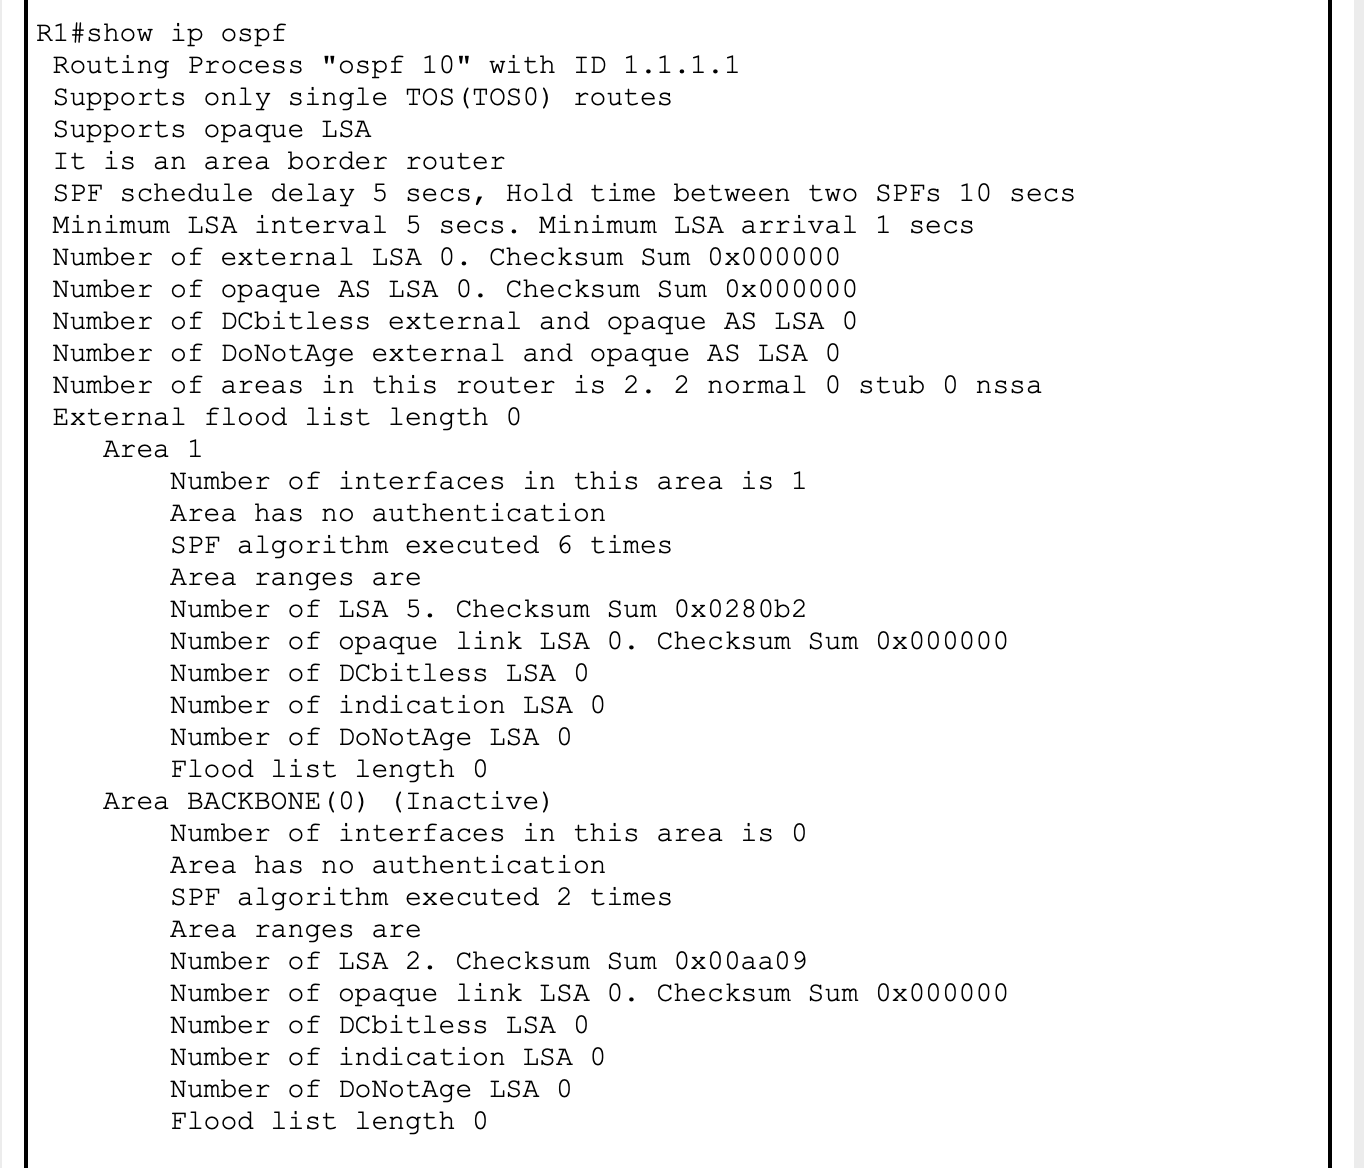 R1#show ip ospf
Routing Process "ospf 10" with ID 1.1.1.1
Supports only single TOS(TOS0) routes
Supports opaque LSA
It is an area border router
SPF schedule delay 5 secs, Hold time between two SPFs 10 secs
Minimum LSA interval 5 secs. Minimum LSA arrival 1 secs
Number of external LSA 0. Checksum Sum 0x000000
Number of opaque AS LSA 0. Checksum Sum 0x000000
Number of DCbitless external and opaque AS LSA 0
Number of DoNotAge external and opaque AS LSA 0
Number of areas in this router is 2. 2 normal 0 stub 0 nssa
External flood list length 0
Area 1
Number of interfaces in this area is 1
Area has no authentication
SPF algorithm executed 6 times
Area ranges are
Number of LSA 5. Checksum Sum 0x0280b2
Number of opaque link LSA 0. Checksum Sum 0x000000
Number of DCbitless LSA 0
Number of indication LSA 0
Number of DoNotAge LSA 0
Flood list length 0
Area BACKBONE(0) (Inactive)
Number of interfaces in this area is 0
Area has no authentication
SPF algorithm executed 2 times
Area ranges are
Number of LSA 2. Checksum Sum 0x00aa09
Number of opaque link LSA 0. Checksum Sum 0x000000
Number of DCbitless LSA 0
Number of indication LSA 0
Number of DoNotAge LSA 0
Flood list length 0